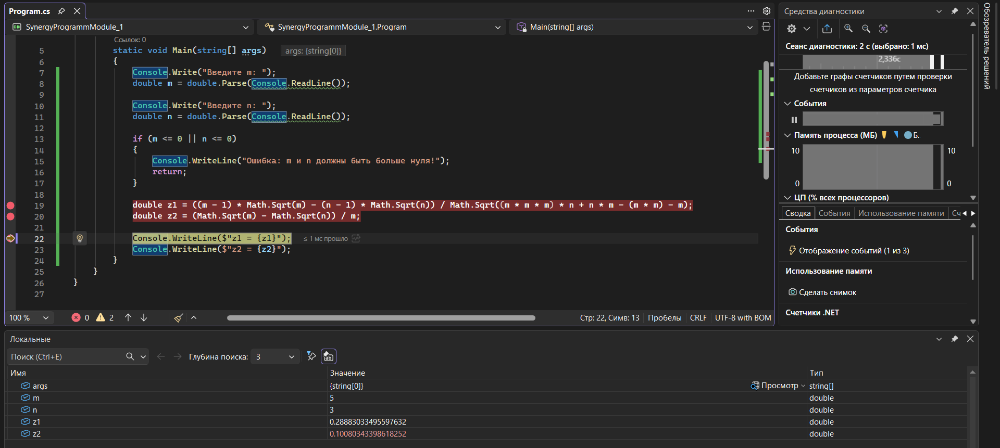 Program.cs
SynergyProgrammModule_1
SynergyProgrammModule_1.Program
Main(string[] args)
Ссылок: 0
5 static void Main(string[] args) args: {string[0]}
6 {
7 Console.Write("Введите m: ");
8 double m = double.Parse(Console.ReadLine());
9
10 Console.Write("Введите n: ");
11 double n = double.Parse(Console.ReadLine());
12
13 if (m <= 0 || n <= 0)
14 {
15 Console.WriteLine("Ошибка: m и n должны быть больше нуля!");
16 return;
17 }
18
19 double z1 = ((m - 1) * Math.Sqrt(m) - (n - 1) * Math.Sqrt(n)) / Math.Sqrt((m * m * m) * n + n * m - (m * m) - m);
20 double z2 = (Math.Sqrt(m) - Math.Sqrt(n)) / m;
21
22 Console.WriteLine($"z1 = {z1}"); ≤ 1 мс прошло
23 Console.WriteLine($"z2 = {z2}");
24 }
25 }
26 }
27
100 % 0 2 Стр: 22, Симв: 13 Пробелы CRLF UTF-8 with BOM
Средства диагностики
Сеанс диагностики: 2 с (выбрано: 1 мс)
2,336с
Добавьте графы счетчиков путем проверки
счетчиков из параметров счетчика
События
Память процесса (МБ) Б..
10 10
0 0
ЦП (% всех процессоров)
Сводка События Использование памяти Сч
События
Отображение событий (1 из 3)
Использование памяти
Сделать снимок
Счетчики .NET
Обозреватель решений
Локальные
Поиск (Ctrl+E) Глубина поиска: 3 ab
Имя Значение Тип
args {string[0]} Просмотр string[]
m 5 double
n 3 double
z1 0.28883033495597632 double
z2 0.10080343398618252 double